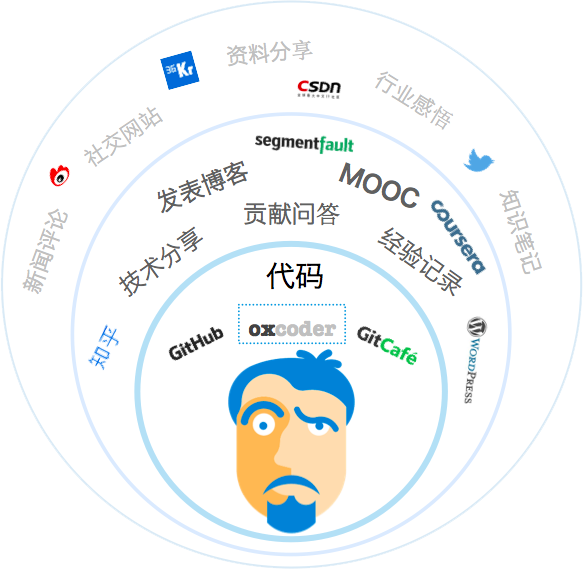 资料分享
36Kr
CSDN
行业感悟
社交网站
segmentfault
发表博客
MOOC
新闻评论
贡献问答
coursera
知识笔记
技术分享
经验记录
代码
知乎
GitHub
oxcoder
GitCafé
WORDPRESS